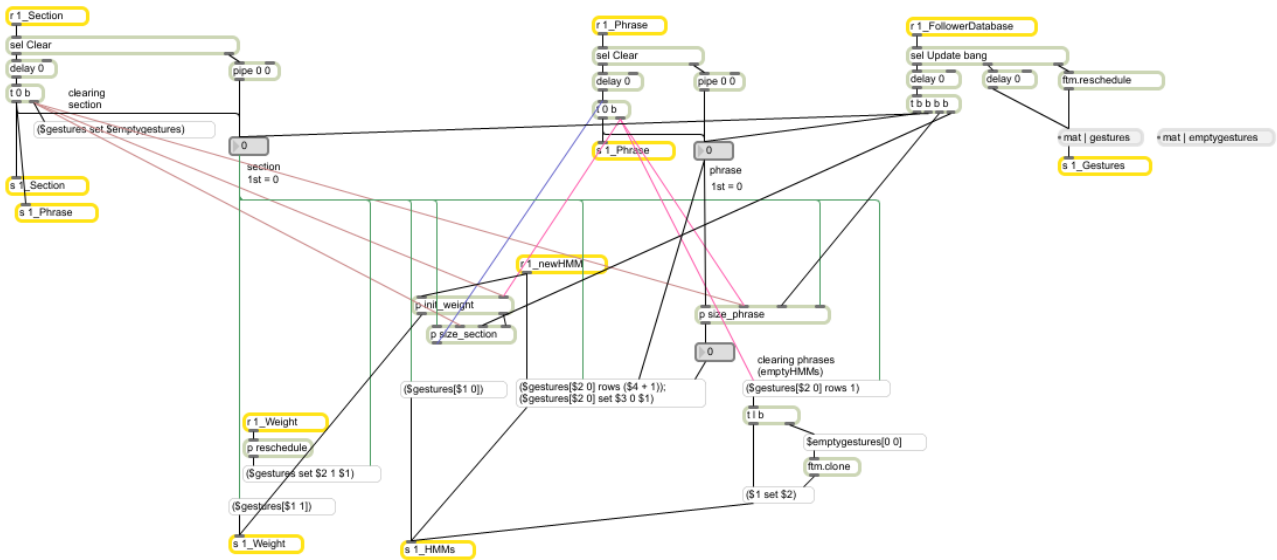 r 1_Section
r 1_Phrase
r 1_FollowerDatabase
sel Clear
sel Clear
sel Update bang
delay 0
pipe 0 0
delay 0
pipe 0 0
delay 0
delay 0
ftm.reschedule
t 0 b
clearing
section
t 0 b
t b b b b
($gestures set $emptygestures)
mat | gestures
mat | emptygestures
0
s 1_Phrase
0
s 1_Gestures
section
1st = 0
phrase
1st = 0
s 1_Section
s 1_Phrase
r 1_newHMM
p init_weight
p size_phrase
p size_section
0
clearing phrases
(emptyHMMs)
($gestures[$1 0])
($gestures[$2 0] rows ($4 + 1));
($gestures[$2 0] set $3 0 $1)
($gestures[$2 0] rows 1)
t l b
r 1_Weight
p reschedule
$emptygestures[0 0]
ftm.clone
($gestures set $2 1 $1)
($1 set $2)
($gestures[$1 1])
s 1_Weight
s 1_HMMs